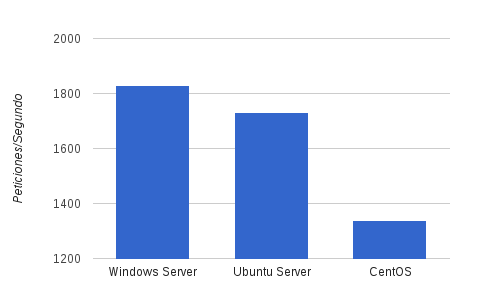 2000
1800
1600
1400
1200
Peticiones/Segundo
Windows Server
Ubuntu Server
CentOS